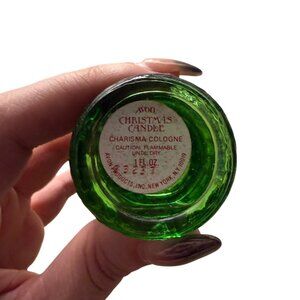 AVON
CHRISTMAS
CANDLE
CHARISMA COLOGNE
CAUTION: FLAMMABLE
UNTIL DRY
1 FL. OZ.
AVON PRODUCTS, INC., NEW YORK, N.Y. 10019